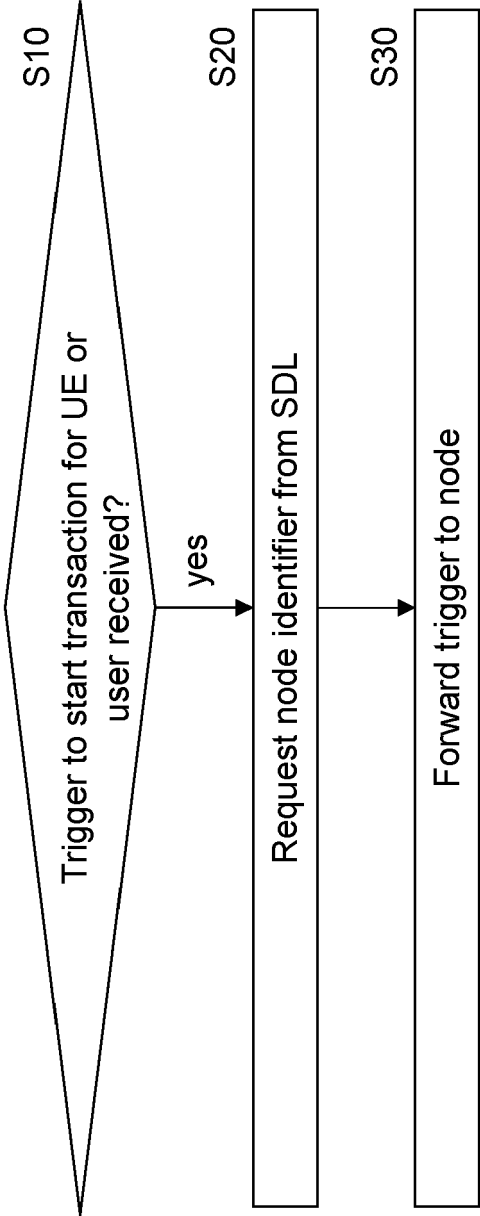 S10
Trigger to start transaction for UE or
user received?
yes
S20
Request node identifier from SDL
S30
Forward trigger to node